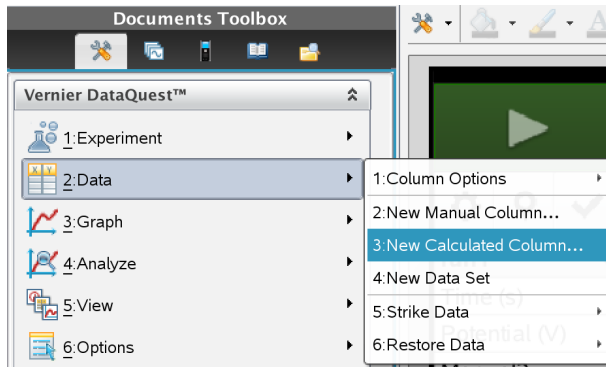 Documents Toolbox
Vernier DataQuest™
1:Experiment
2:Data
3:Graph
4:Analyze
5:View
6:Options
1:Column Options
2:New Manual Column...
3:New Calculated Column...
4:New Data Set
5:Strike Data
6:Restore Data
Time (s)
Potential (V)
X Y
A